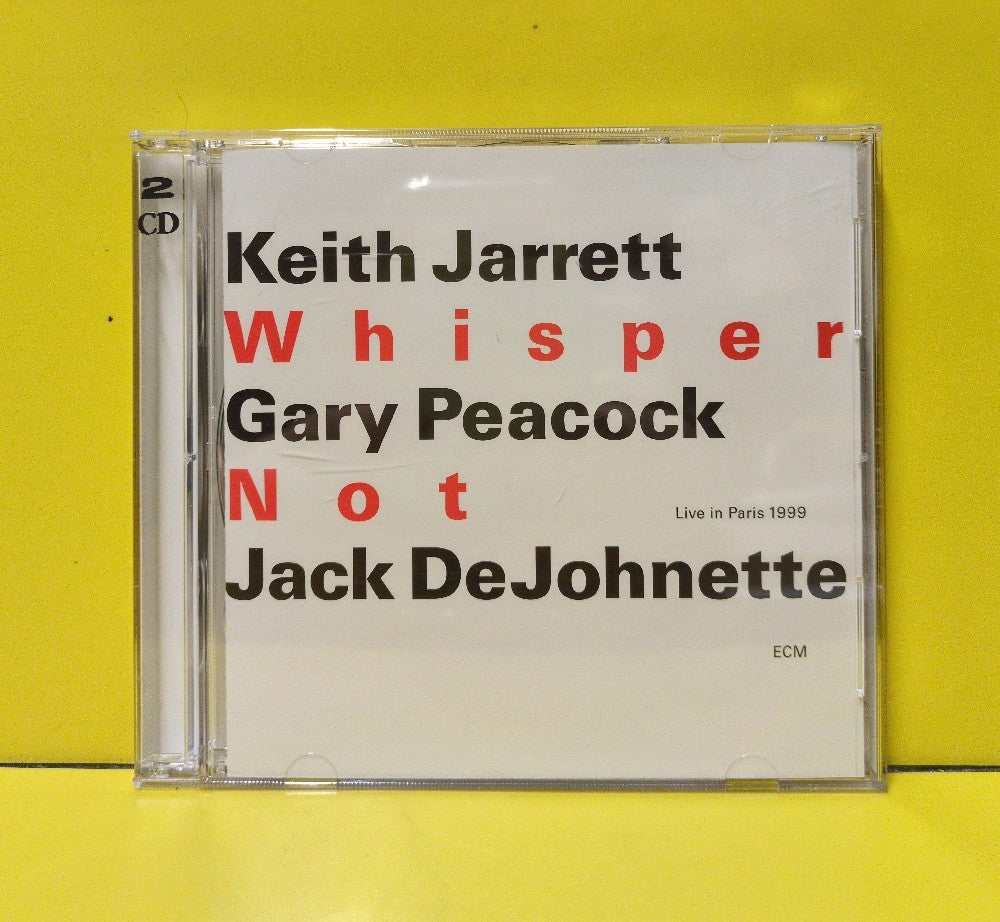 2
CD
Keith Jarrett
Whisper
Gary Peacock
Not
Live in Paris 1999
Jack DeJohnette
ECM